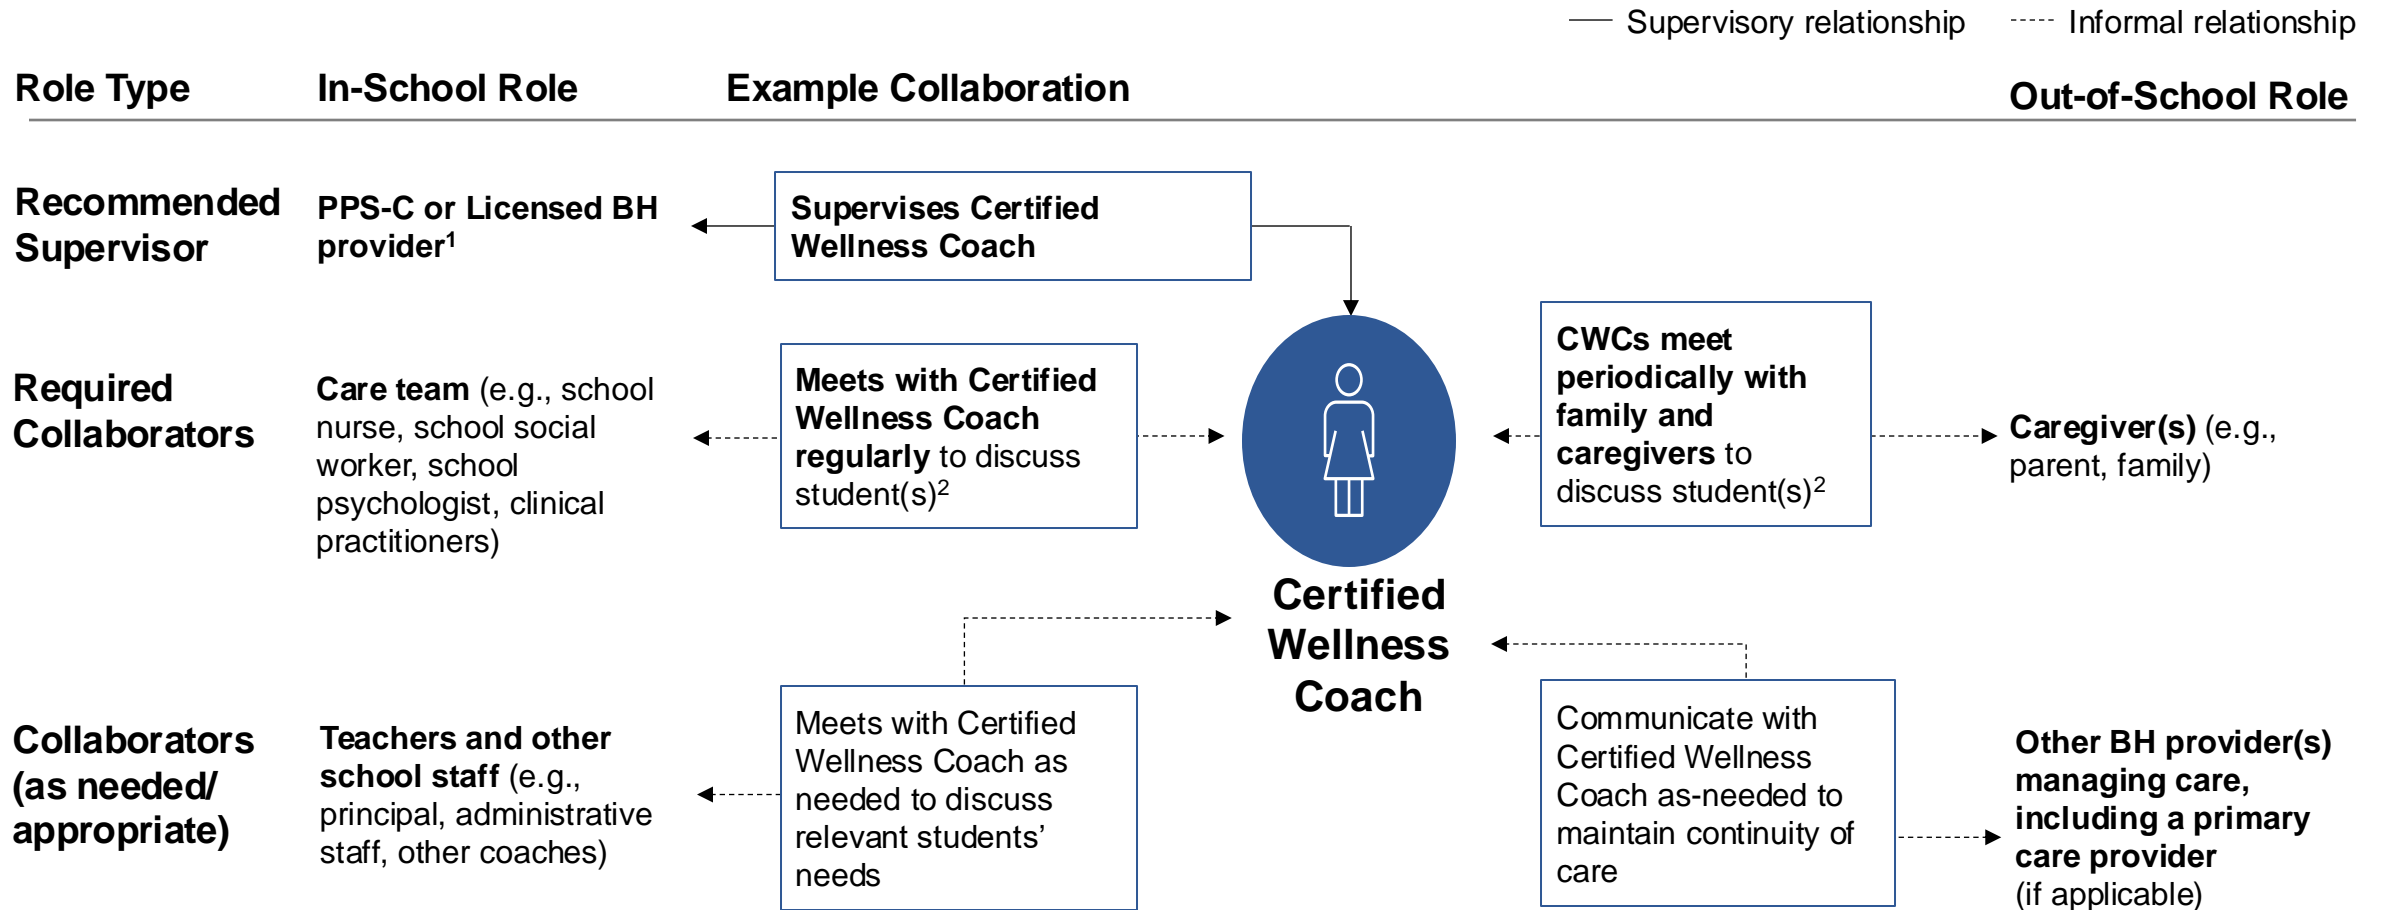 Supervisory relationship
Informal relationship
Role Type
In-School Role
Example Collaboration
Out-of-School Role
Recommended
Supervisor
PPS-C or Licensed BH
provider1
Supervises Certified
Wellness Coach
Required
Collaborators
Care team (e.g., school
nurse, school social
worker, school
psychologist, clinical
practitioners)
Meets with Certified
Wellness Coach
regularly to discuss
student(s)2
CWCs meet
periodically with
family and
caregivers to
discuss student(s)2
Caregiver(s) (e.g.,
parent, family)
Certified
Wellness
Coach
Collaborators
(as needed/
appropriate)
Teachers and other
school staff (e.g.,
principal, administrative
staff, other coaches)
Meets with Certified
Wellness Coach as
needed to discuss
relevant students’
needs
Communicate with
Certified Wellness
Coach as-needed to
maintain continuity of
care
Other BH provider(s)
managing care,
including a primary
care provider
(if applicable)